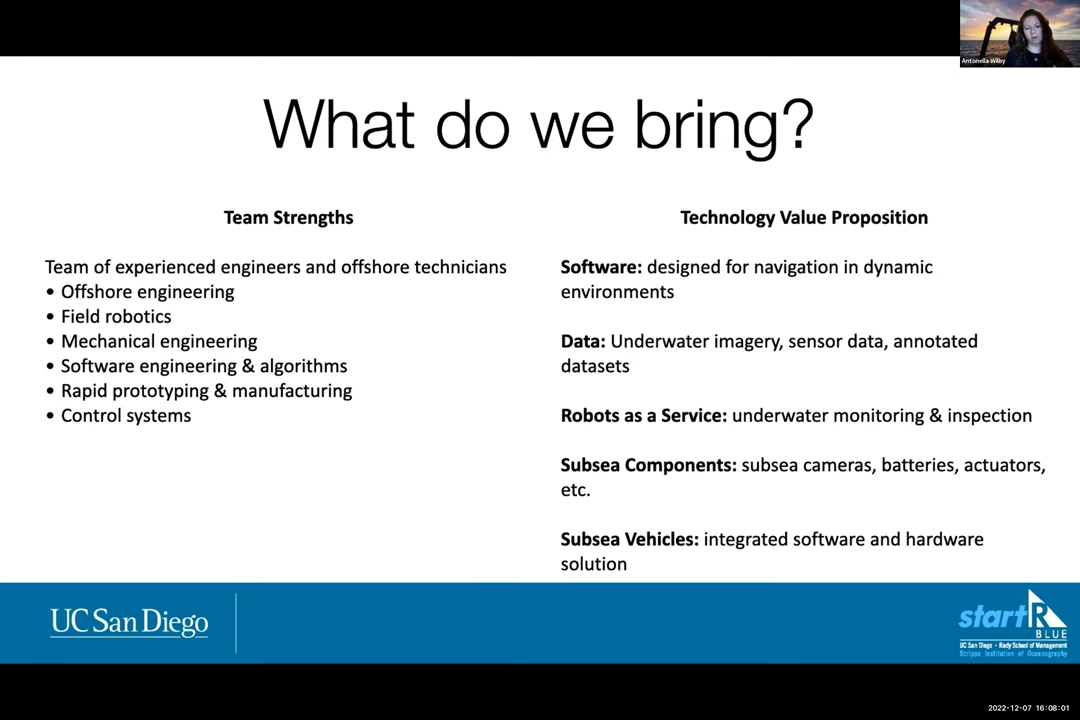 Antonella Wilby
What do we bring?
Team Strengths
Team of experienced engineers and offshore technicians
• Offshore engineering
• Field robotics
• Mechanical engineering
• Software engineering & algorithms
• Rapid prototyping & manufacturing
• Control systems
Technology Value Proposition
Software: designed for navigation in dynamic
environments
Data: Underwater imagery, sensor data, annotated
datasets
Robots as a Service: underwater monitoring & inspection
Subsea Components: subsea cameras, batteries, actuators,
etc.
Subsea Vehicles: integrated software and hardware
solution
UC San Diego
startR
BLUE
UC San Diego • Rady School of Management
Scripps Institution of Oceanography
2022-12-07 16:08:01